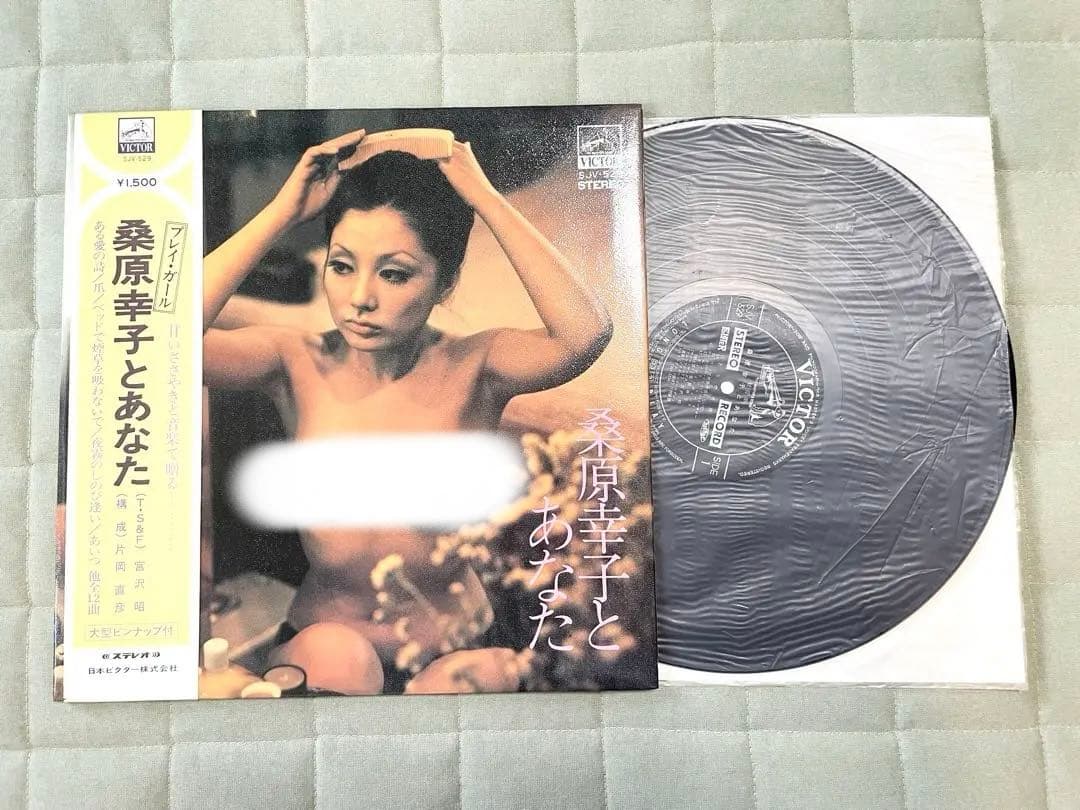 VICTOR
SJV-529
¥1,500
プレイ・ガール
桑原幸子とあなた
甘いささやきと音楽で贈る………
ある愛の詩/爪/ベッドで煙草を吸わないで/夜霧のしのび逢い/あいつ 他全12曲
(T・S&F) 宮沢 昭
(構 成) 片岡直彦
大型ピンナップ付
ステレオ
日本ビクター株式会社
VICTOR
SJV-52
STEREO
桑原幸子と
あなた
VICTOR
STEREO
RECORD
SIDE
1